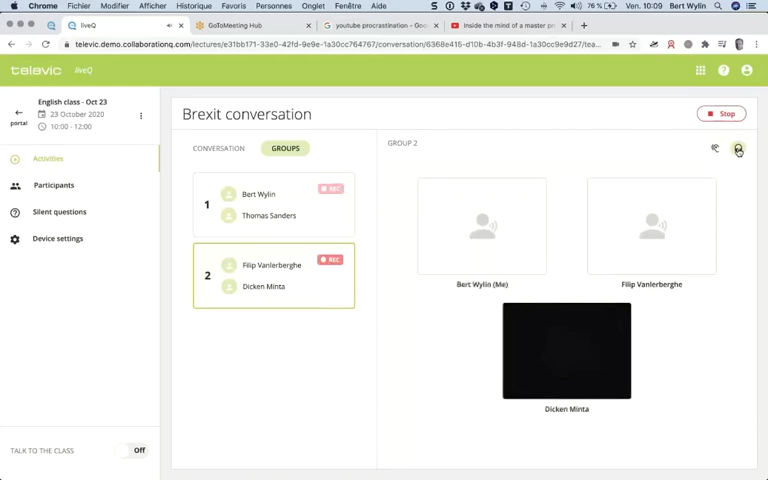 Chrome Fichier Modifier Afficher Historique Favoris Personnes Onglet Fenêtre Aide 76 % Ven. 10:09 Bert Wylin
liveQ
GoToMeeting Hub
youtube procrastination – Goo
Inside the mind of a master pr
televic.demo.collaborationq.com/lectures/e31bb171-33e0-42fd-9e9e-1a30cc764767/conversation/6368e415-d10b-4b3f-948d-1a30cc9e9d27/tea...
televic liveQ
portal
English class - Oct 23
23 October 2020
10:00 - 12:00
Activities
Participants
Silent questions
Device settings
TALK TO THE CLASS Off
Brexit conversation
Stop
CONVERSATION GROUPS
1
Bert Wylin
Thomas Sanders
REC
2
Filip Vanlerberghe
Dicken Minta
REC
GROUP 2
Bert Wylin (Me)
Filip Vanlerberghe
Dicken Minta